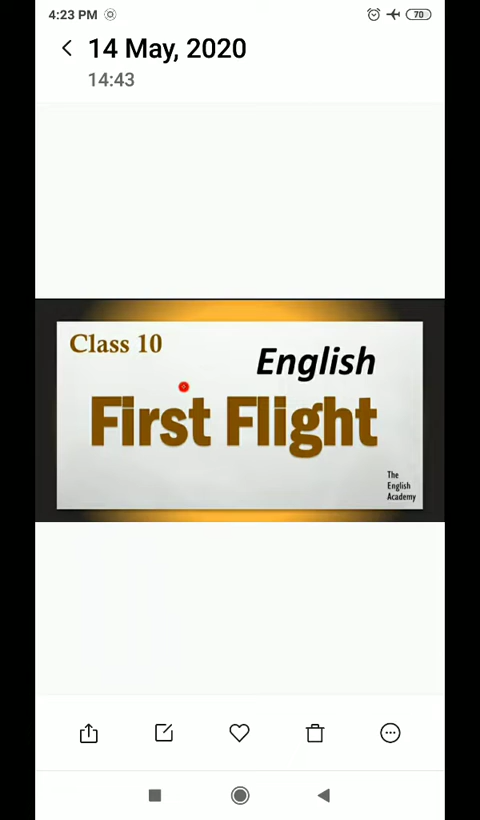 4:23 PM
70
14 May, 2020
14:43
Class 10
English
First Flight
The
English
Academy